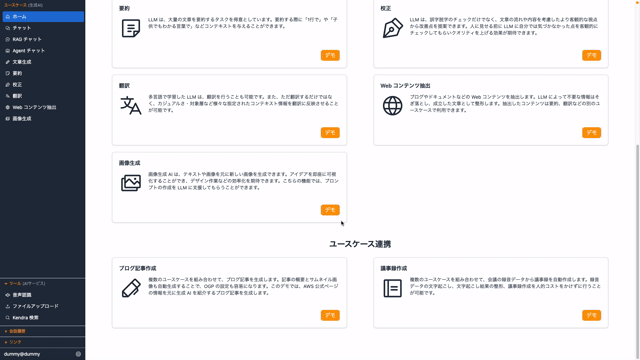 ユースケース (生成AI)
ホーム
チャット
RAG チャット
Agent チャット
文章生成
要約
校正
翻訳
Web コンテンツ抽出
画像生成
ツール (AIサービス)
音声認識
ファイルアップロード
Kendra 検索
会話履歴
リンク
dummy@dummy
要約
LLM は、大量の文章を要約するタスクを得意としています。要約する際に「1行で」や「子
供でもわかる言葉で」などコンテキストを与えることができます。
デモ
校正
LLM は、誤字脱字のチェックだけでなく、文章の流れや内容を考慮したより客観的な視点
から改善点を提案できます。人に見せる前に LLM に自分では気づかなかった点を客観的に
チェックしてもらいクオリティを上げる効果が期待できます。
デモ
翻訳
多言語で学習した LLM は、翻訳を行うことも可能です。また、ただ翻訳するだけではな
く、カジュアルさ・対象層など様々な指定されたコンテキスト情報を翻訳に反映させること
が可能です。
デモ
Web コンテンツ抽出
ブログやドキュメントなどの Web コンテンツを抽出します。LLM によって不要な情報はそ
ぎ落とし、成立した文章として整形します。抽出したコンテンツは要約、翻訳などの別のユ
ースケースで利用できます。
デモ
画像生成
画像生成 AI は、テキストや画像を元に新しい画像を生成できます。アイデアを即座に可視
化することができ、デザイン作業などの効率化を期待できます。こちらの機能では、プロン
プトの作成を LLM に支援してもらうことができます。
デモ
ユースケース連携
ブログ記事作成
複数のユースケースを組み合わせて、ブログ記事を生成します。記事の概要とサムネイル画
像も自動生成することで、OGP の設定も容易になります。このデモでは、AWS 公式ページ
の情報を元に生成 AI を紹介するブログ記事を生成します。
デモ
議事録作成
複数のユースケースを組み合わせて、会議の録音データから議事録を自動作成します。録音
データの文字起こし、文字起こし結果の整形、議事録作成を人的コストをかけずに行うこと
が可能です。
デモ